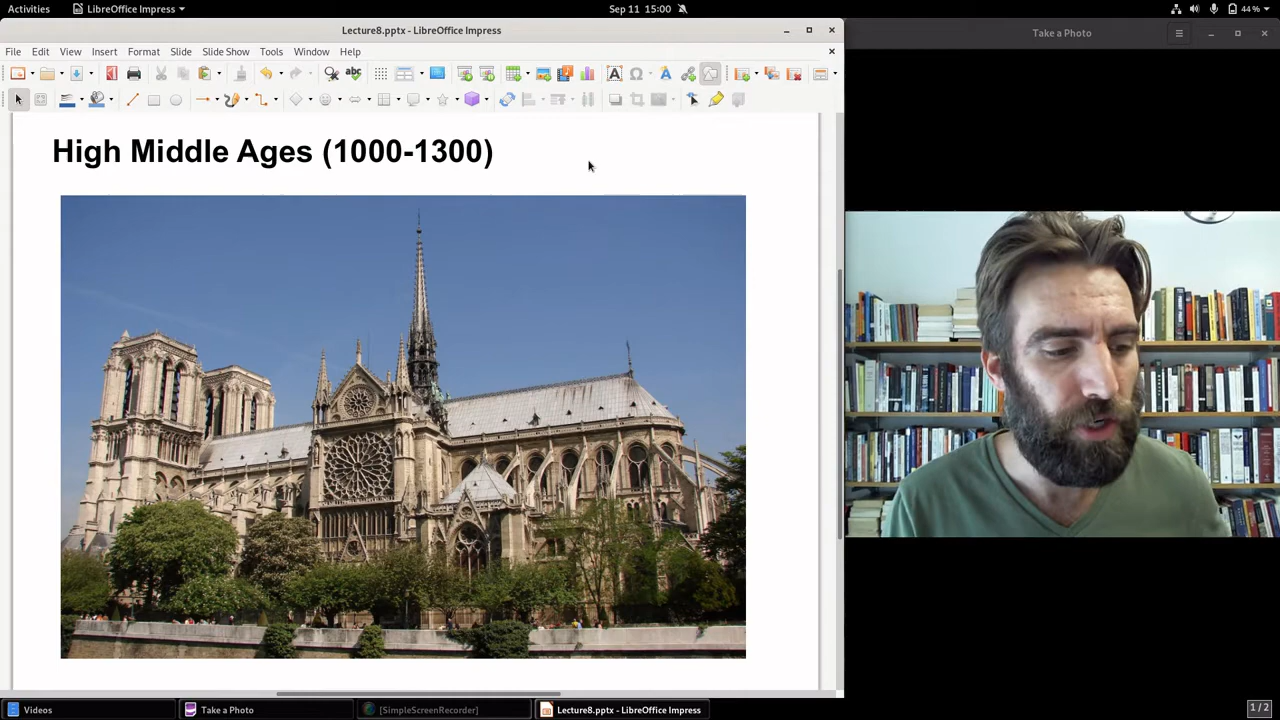 Activities
LibreOffice Impress
Sep 11 15:00
44 %
Lecture8.pptx - LibreOffice Impress
Take a Photo
File Edit View Insert Format Slide Slide Show Tools Window Help
High Middle Ages (1000-1300)
Videos
Take a Photo
[SimpleScreenRecorder]
Lecture8.pptx - LibreOffice Impress
1 / 2